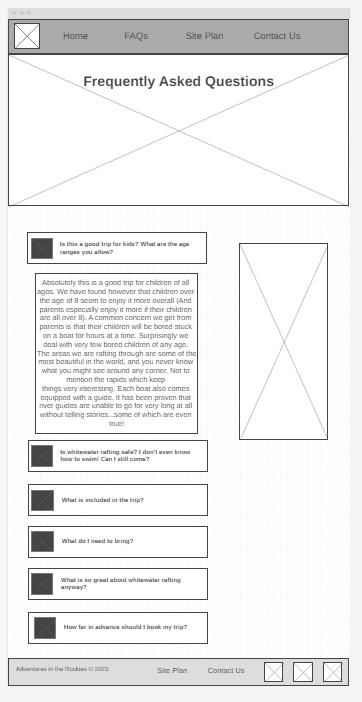 Home FAQs Site Plan Contact Us
Frequently Asked Questions
Is this a good trip for kids? What are the age
ranges you allow?
Absolutely this is a good trip for children of all
ages. We have found however that children over
the age of 8 seem to enjoy it more overall (And
parents especially enjoy it more if their children
are all over 8). A common concern we get from
parents is that their children will be bored stuck
on a boat for hours at a time. Surprisingly we
deal with very few bored children of any age.
The areas we are rafting through are some of the
most beautiful in the world, and you never know
what you might see around any corner. Not to
mention the rapids which keep
things very interesting. Each boat also comes
equipped with a guide. It has been proven that
river guides are unable to go for very long at all
without telling stories...some of which are even
true!
Is whitewater rafting safe? I don't even know
how to swim! Can I still come?
What is included in the trip?
What do I need to bring?
What is so great about whitewater rafting
anyway?
How far in advance should I book my trip?
Adventures in the Rockies © 2023 Site Plan Contact Us